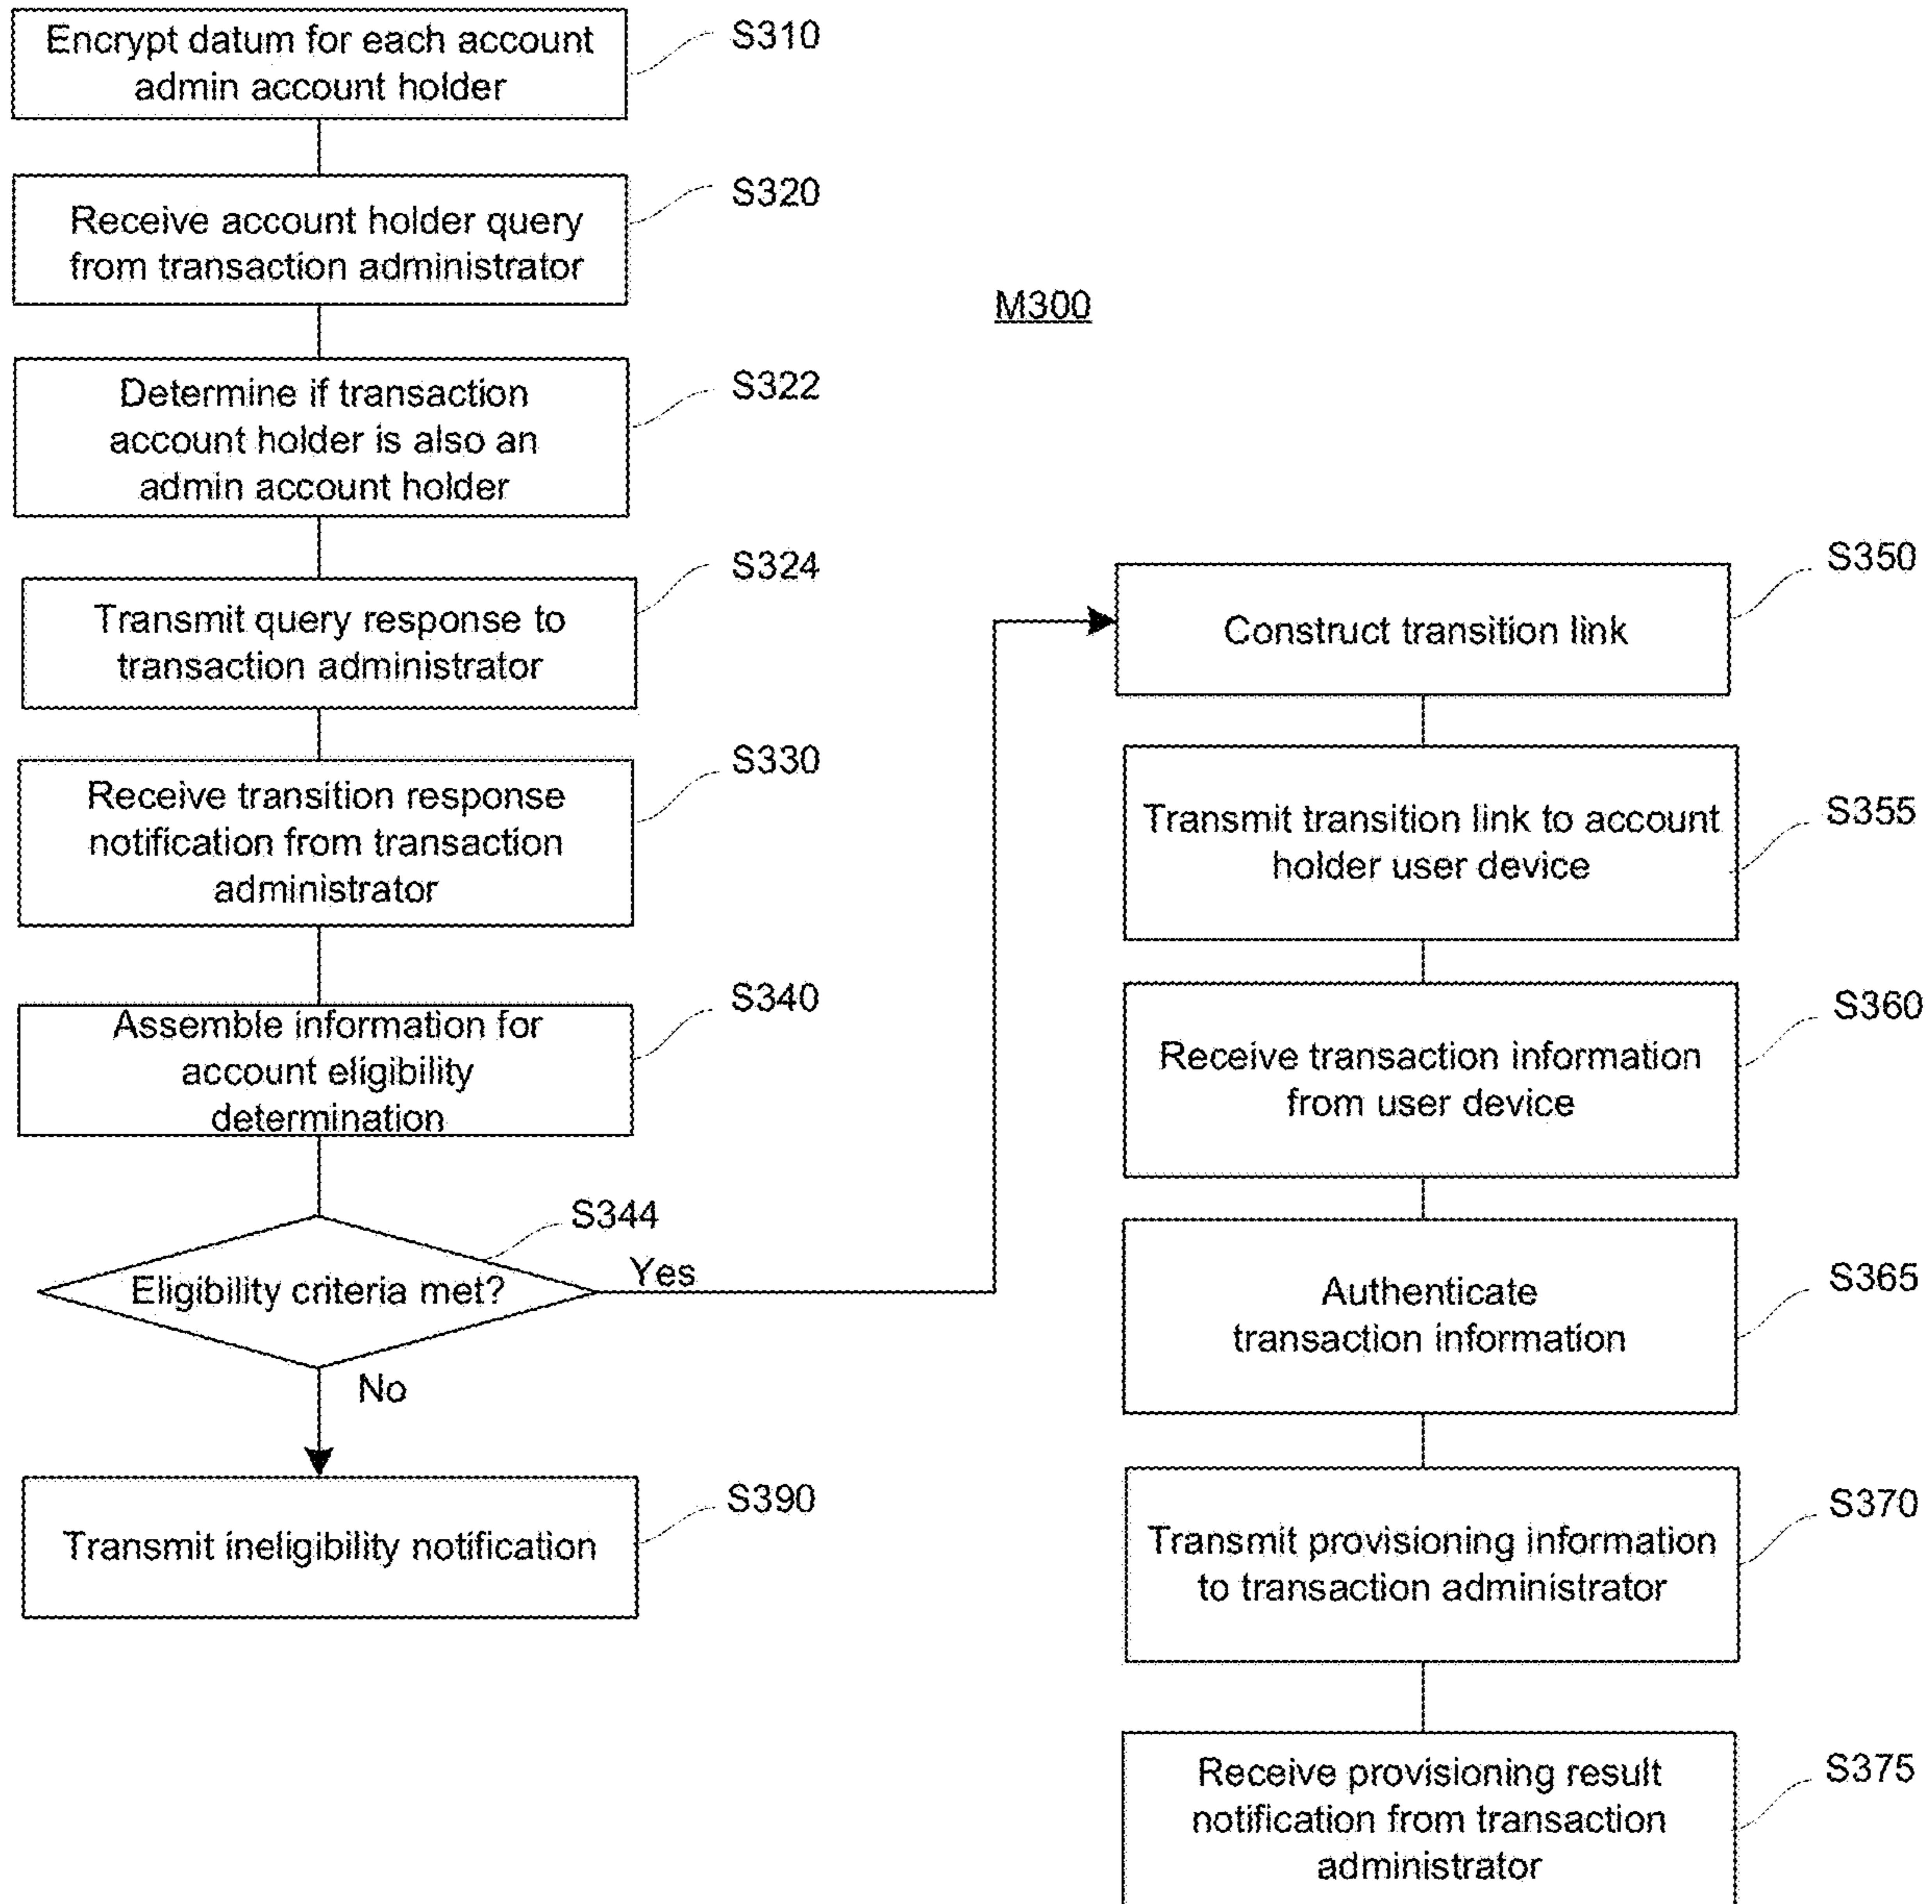 Encrypt datum for each account
admin account holder
S310
Receive account holder query
from transaction administrator
S320
M300
Determine if transaction
account holder is also an
admin account holder
S322
Transmit query response to
transaction administrator
S324
Receive transition response
notification from transaction
administrator
S330
Assemble information for
account eligibility
determination
S340
Eligibility criteria met?
S344
Yes
No
Transmit ineligibility notification
S390
Construct transition link
S350
Transmit transition link to account
holder user device
S355
Receive transaction information
from user device
S360
Authenticate
transaction information
S365
Transmit provisioning information
to transaction administrator
S370
Receive provisioning result
notification from transaction
administrator
S375